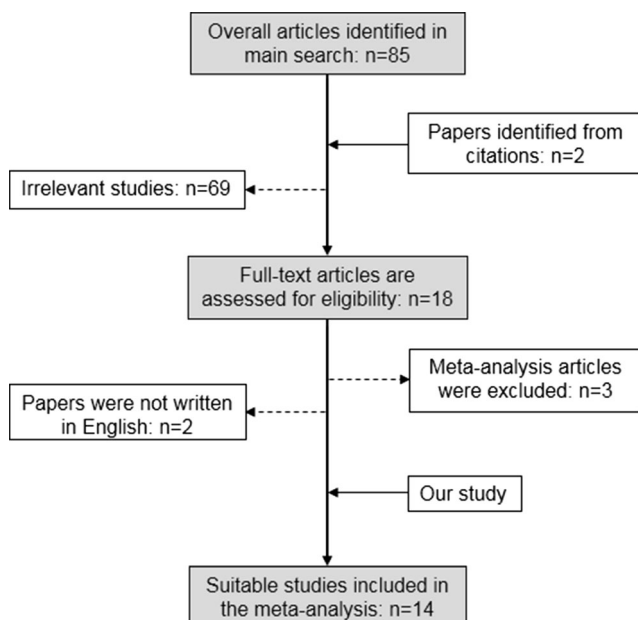 Overall articles identified in
main search: n=85
Papers identified from
citations: n=2
Irrelevant studies: n=69
Full-text articles are
assessed for eligibility: n=18
Meta-analysis articles
were excluded: n=3
Papers were not written
in English: n=2
Our study
Suitable studies included in
the meta-analysis: n=14